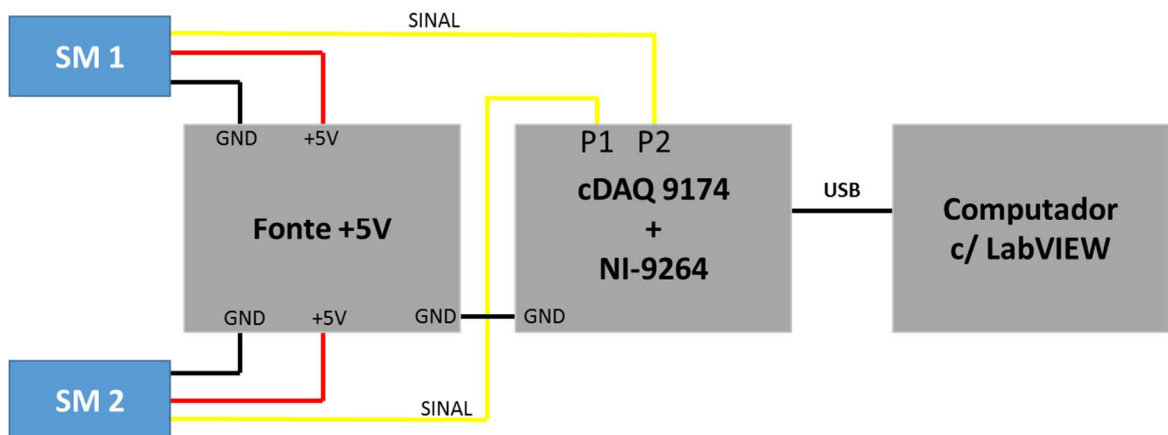 SINAL
SM 1
GND
+5V
P1
P2
cDAQ 9174
+
NI-9264
Fonte +5V
USB
Computador
c/ LabVIEW
GND
+5V
GND
GND
SM 2
SINAL